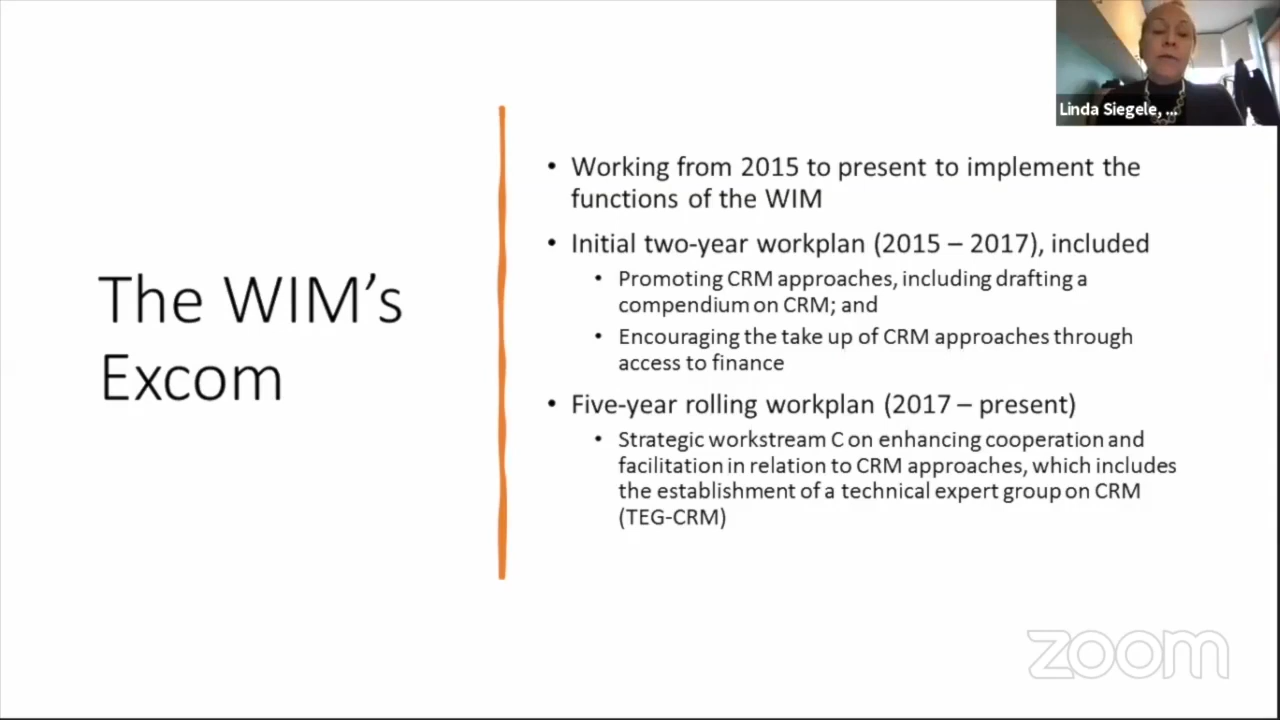 Linda Siegele, ...
The WIM’s
Excom
• Working from 2015 to present to implement the
functions of the WIM
• Initial two-year workplan (2015 – 2017), included
• Promoting CRM approaches, including drafting a
compendium on CRM; and
• Encouraging the take up of CRM approaches through
access to finance
• Five-year rolling workplan (2017 – present)
• Strategic workstream C on enhancing cooperation and
facilitation in relation to CRM approaches, which includes
the establishment of a technical expert group on CRM
(TEG-CRM)
zoom